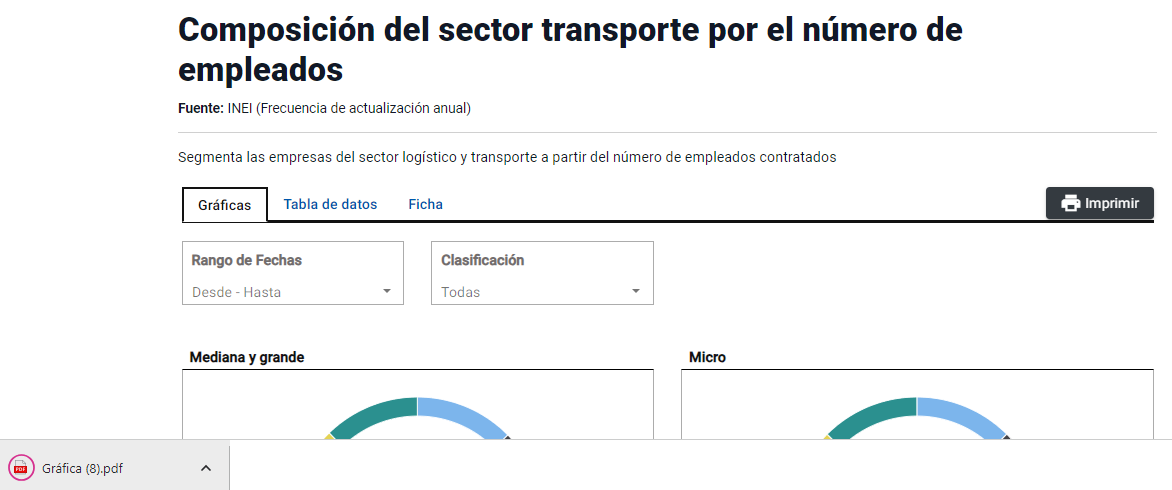 Composición del sector transporte por el número de
empleados
Fuente: INEI (Frecuencia de actualización anual)
Segmenta las empresas del sector logístico y transporte a partir del número de empleados contratados
Gráficas
Tabla de datos
Ficha
Imprimir
Rango de Fechas
Clasificación
Desde - Hasta
Todas
Mediana y grande
Micro
PDF
Gráfica (8).pdf